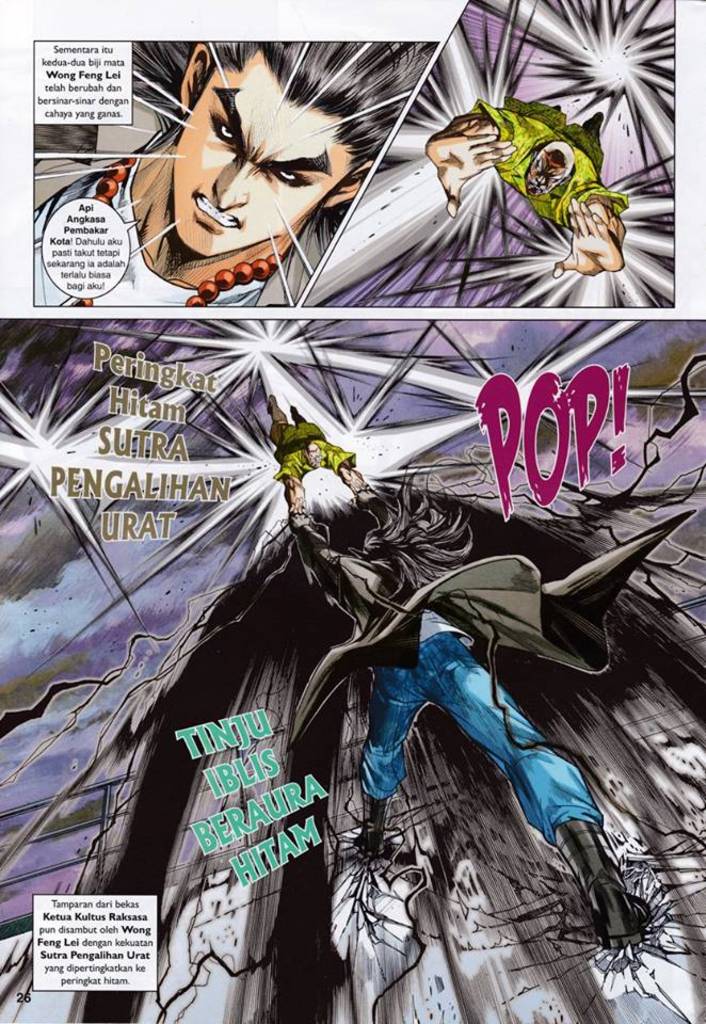 Sementara itu
kedua-dua biji mata
Wong Feng Lei
telah berubah dan
bersinar-sinar dengan
cahaya yang ganas.
Api
Angkasa
Pembakar
Kota! Dahulu aku
pasti takut tetapi
sekarang ia adalah
terlalu biasa
bagi aku!
Peringkat
Hitam
SUTRA
PENGALIHAN
URAT
POP!
TINJU
IBLIS
BERAURA
HITAM
Tamparan dari bekas
Ketua Kultus Raksasa
pun disambut oleh Wong
Feng Lei dengan kekuatan
Sutra Pengalihan Urat
yang dipertingkatkan ke
peringkat hitam.
26